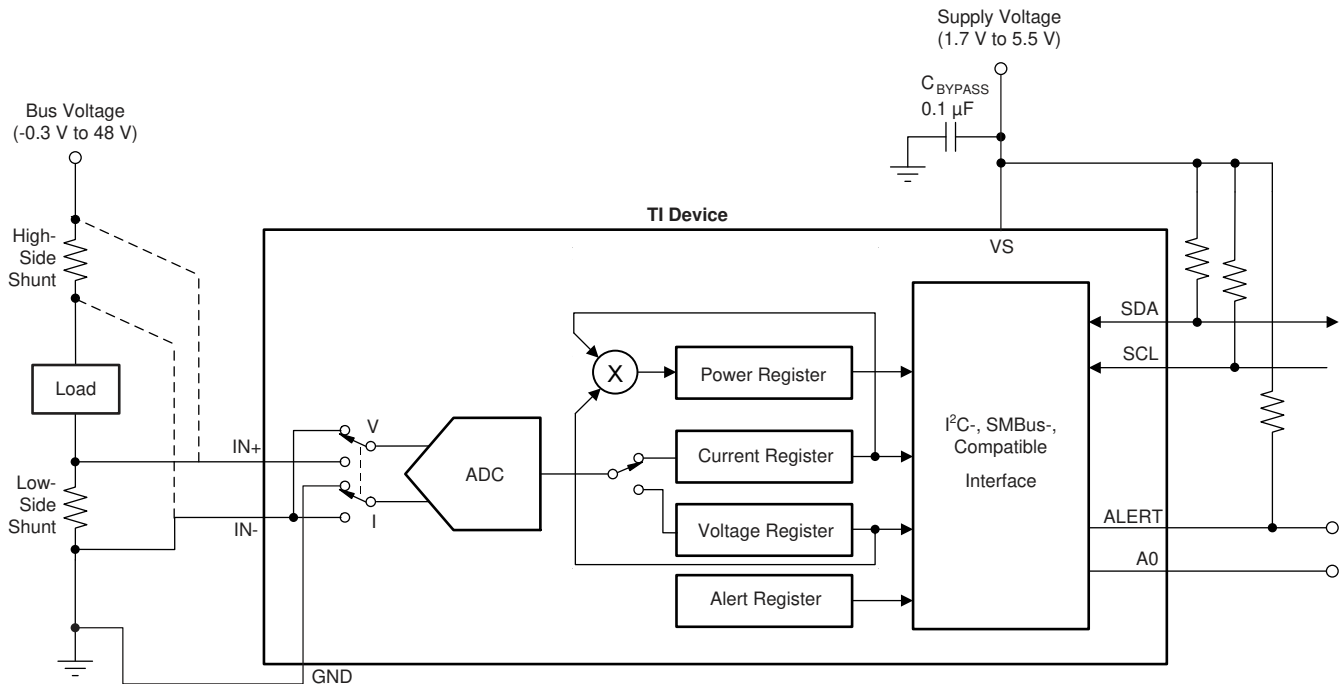 Supply Voltage
(1.7 V to 5.5 V)
C_BYPASS
0.1 µF
Bus Voltage
(-0.3 V to 48 V)
TI Device
VS
High-
Side
Shunt
SDA
SCL
X
Power Register
Load
I²C-, SMBus-,
Compatible
Interface
V
IN+
ADC
Current Register
Low-
Side
Shunt
I
IN-
Voltage Register
ALERT
A0
Alert Register
GND